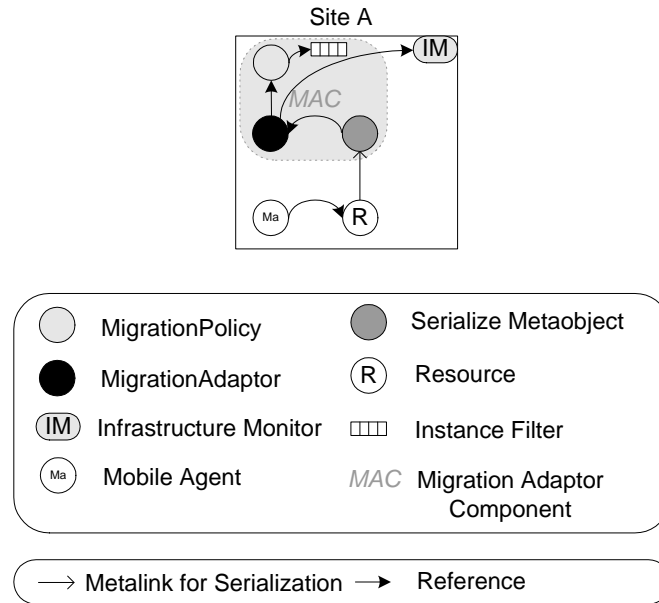 Site A
IM
MAC
Ma
R
MigrationPolicy
Serialize Metaobject
MigrationAdaptor
R
Resource
IM
Infrastructure Monitor
Instance Filter
Ma
Mobile Agent
MAC
Migration Adaptor
Component
Metalink for Serialization
Reference